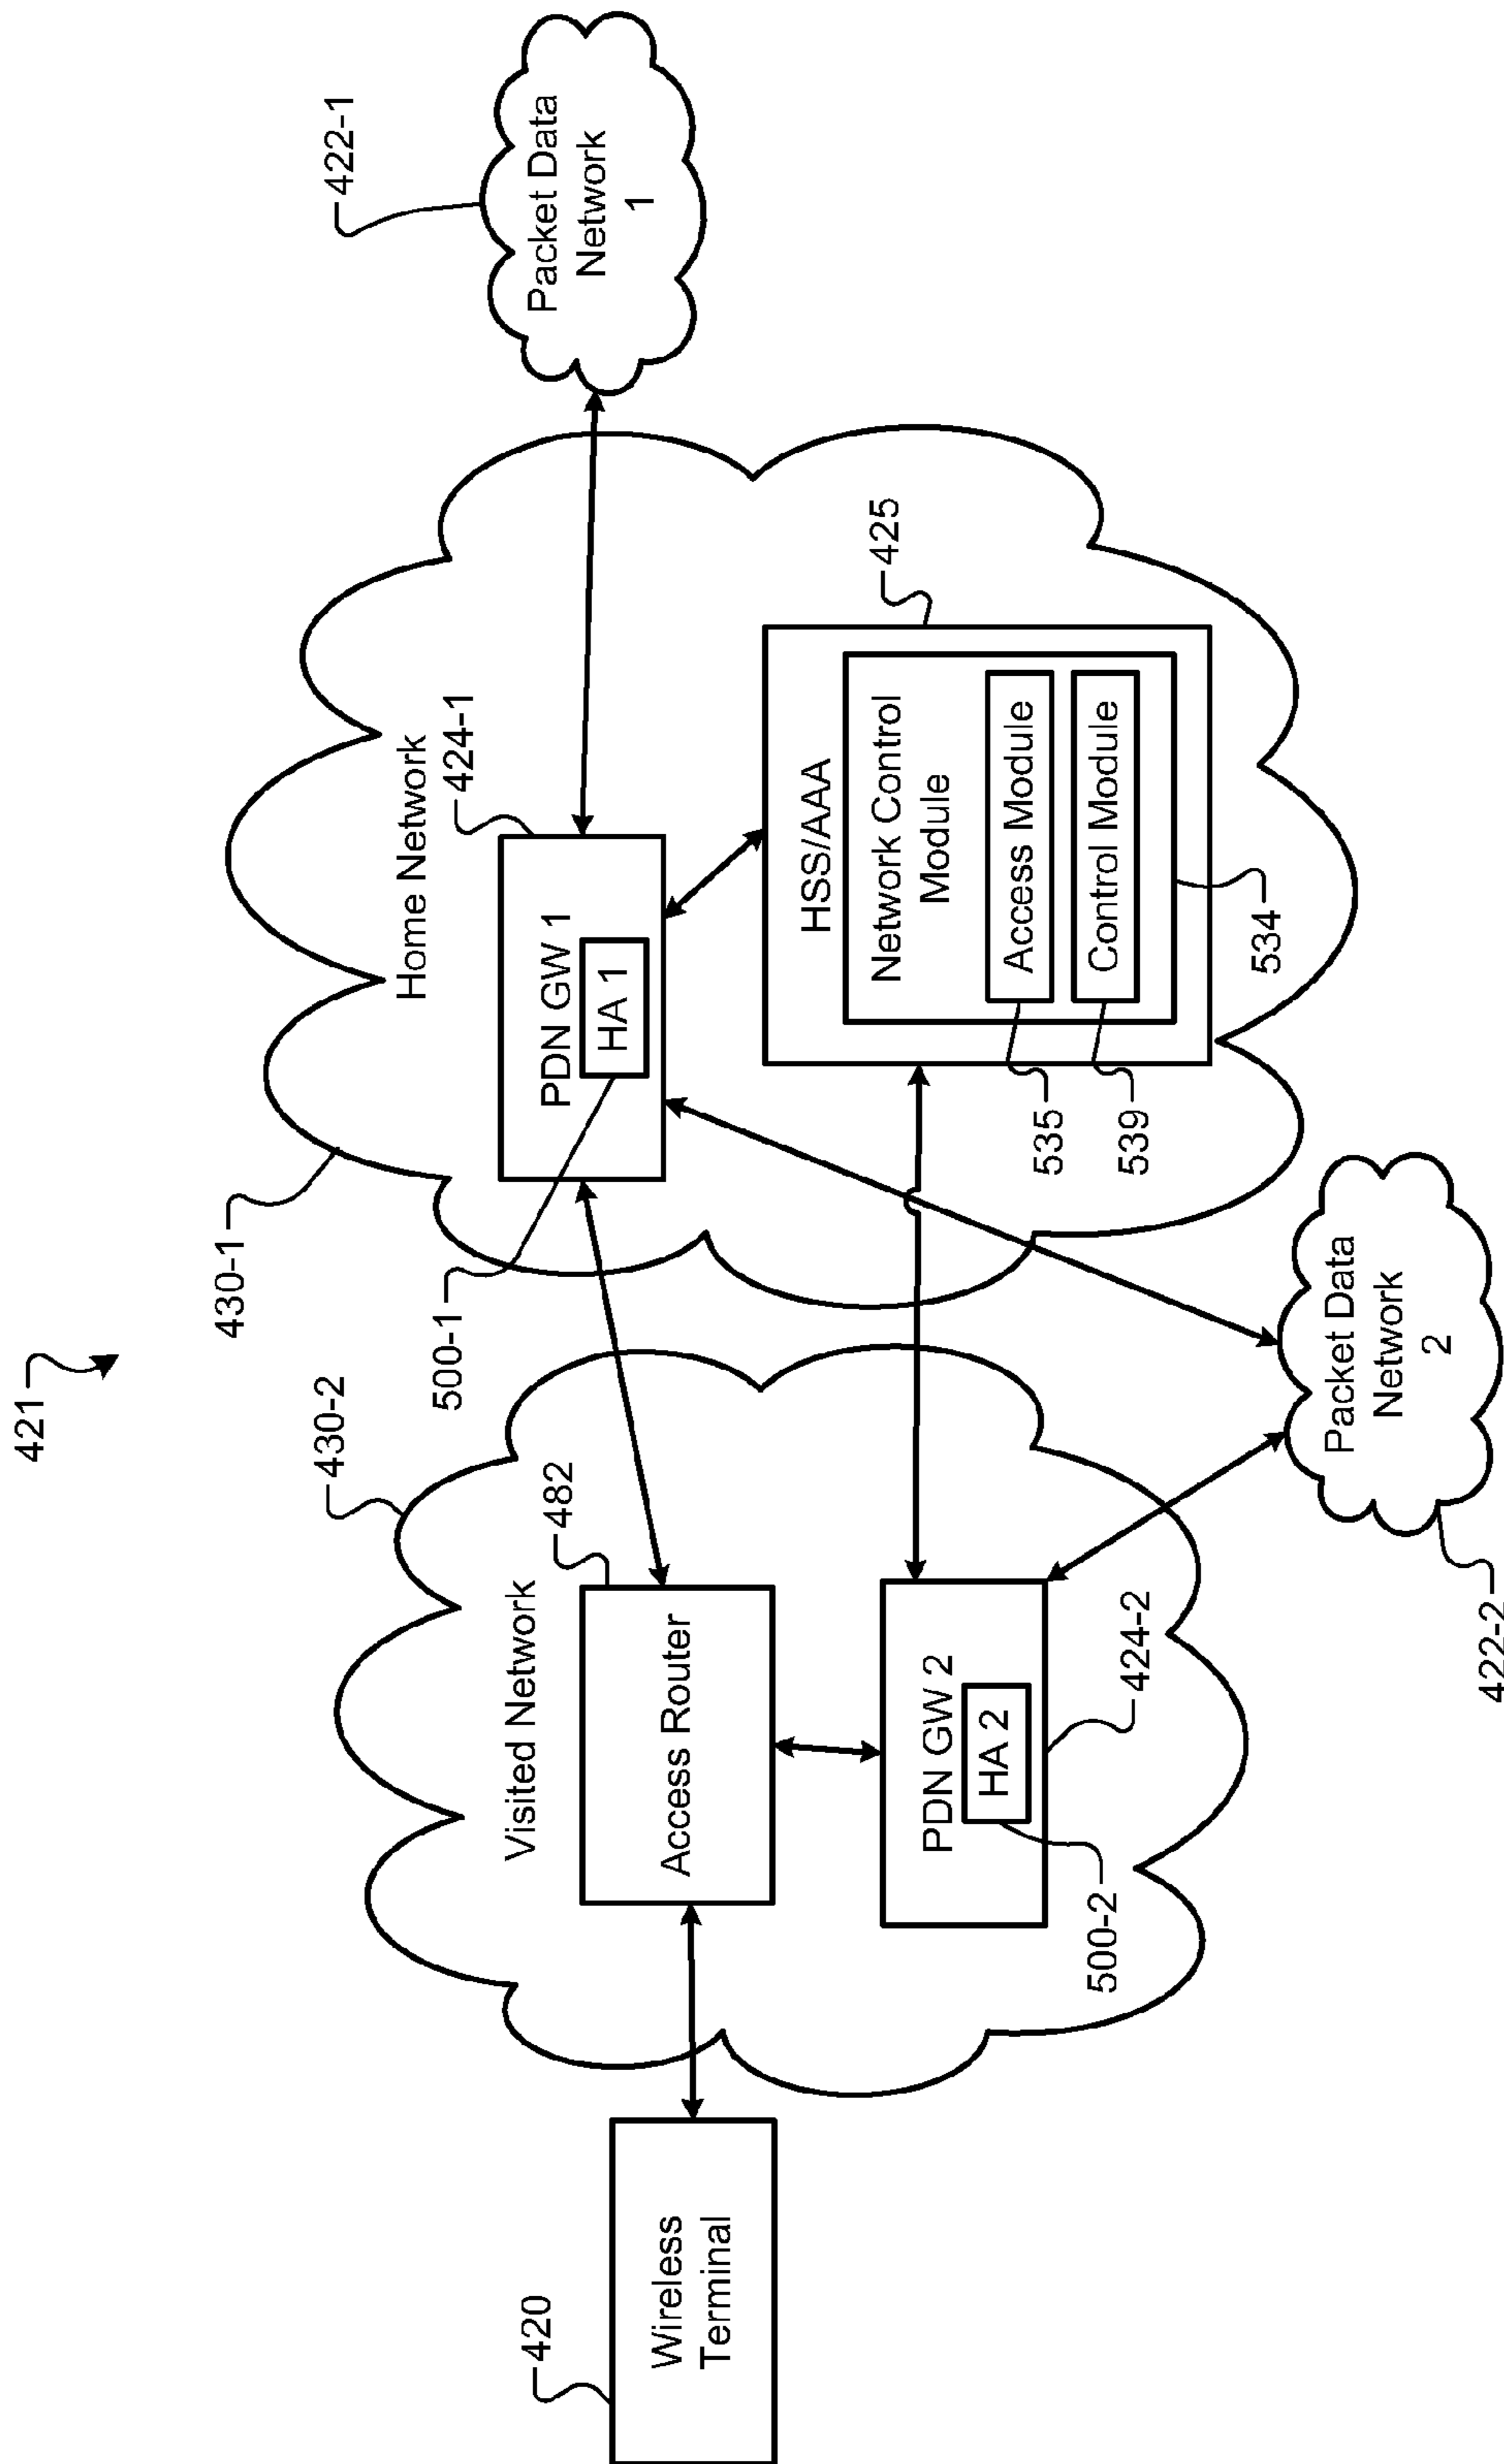 421
420
Wireless
Terminal
430-2
Visited Network
482
Access Router
PDN GW 2
HA 2
424-2
500-2
430-1
Home Network
424-1
PDN GW 1
HA 1
500-1
425
HSS/AAA
Network Control
Module
Access Module
Control Module
535
539
534
422-1
Packet Data
Network
1
Packet Data
Network
2
422-2